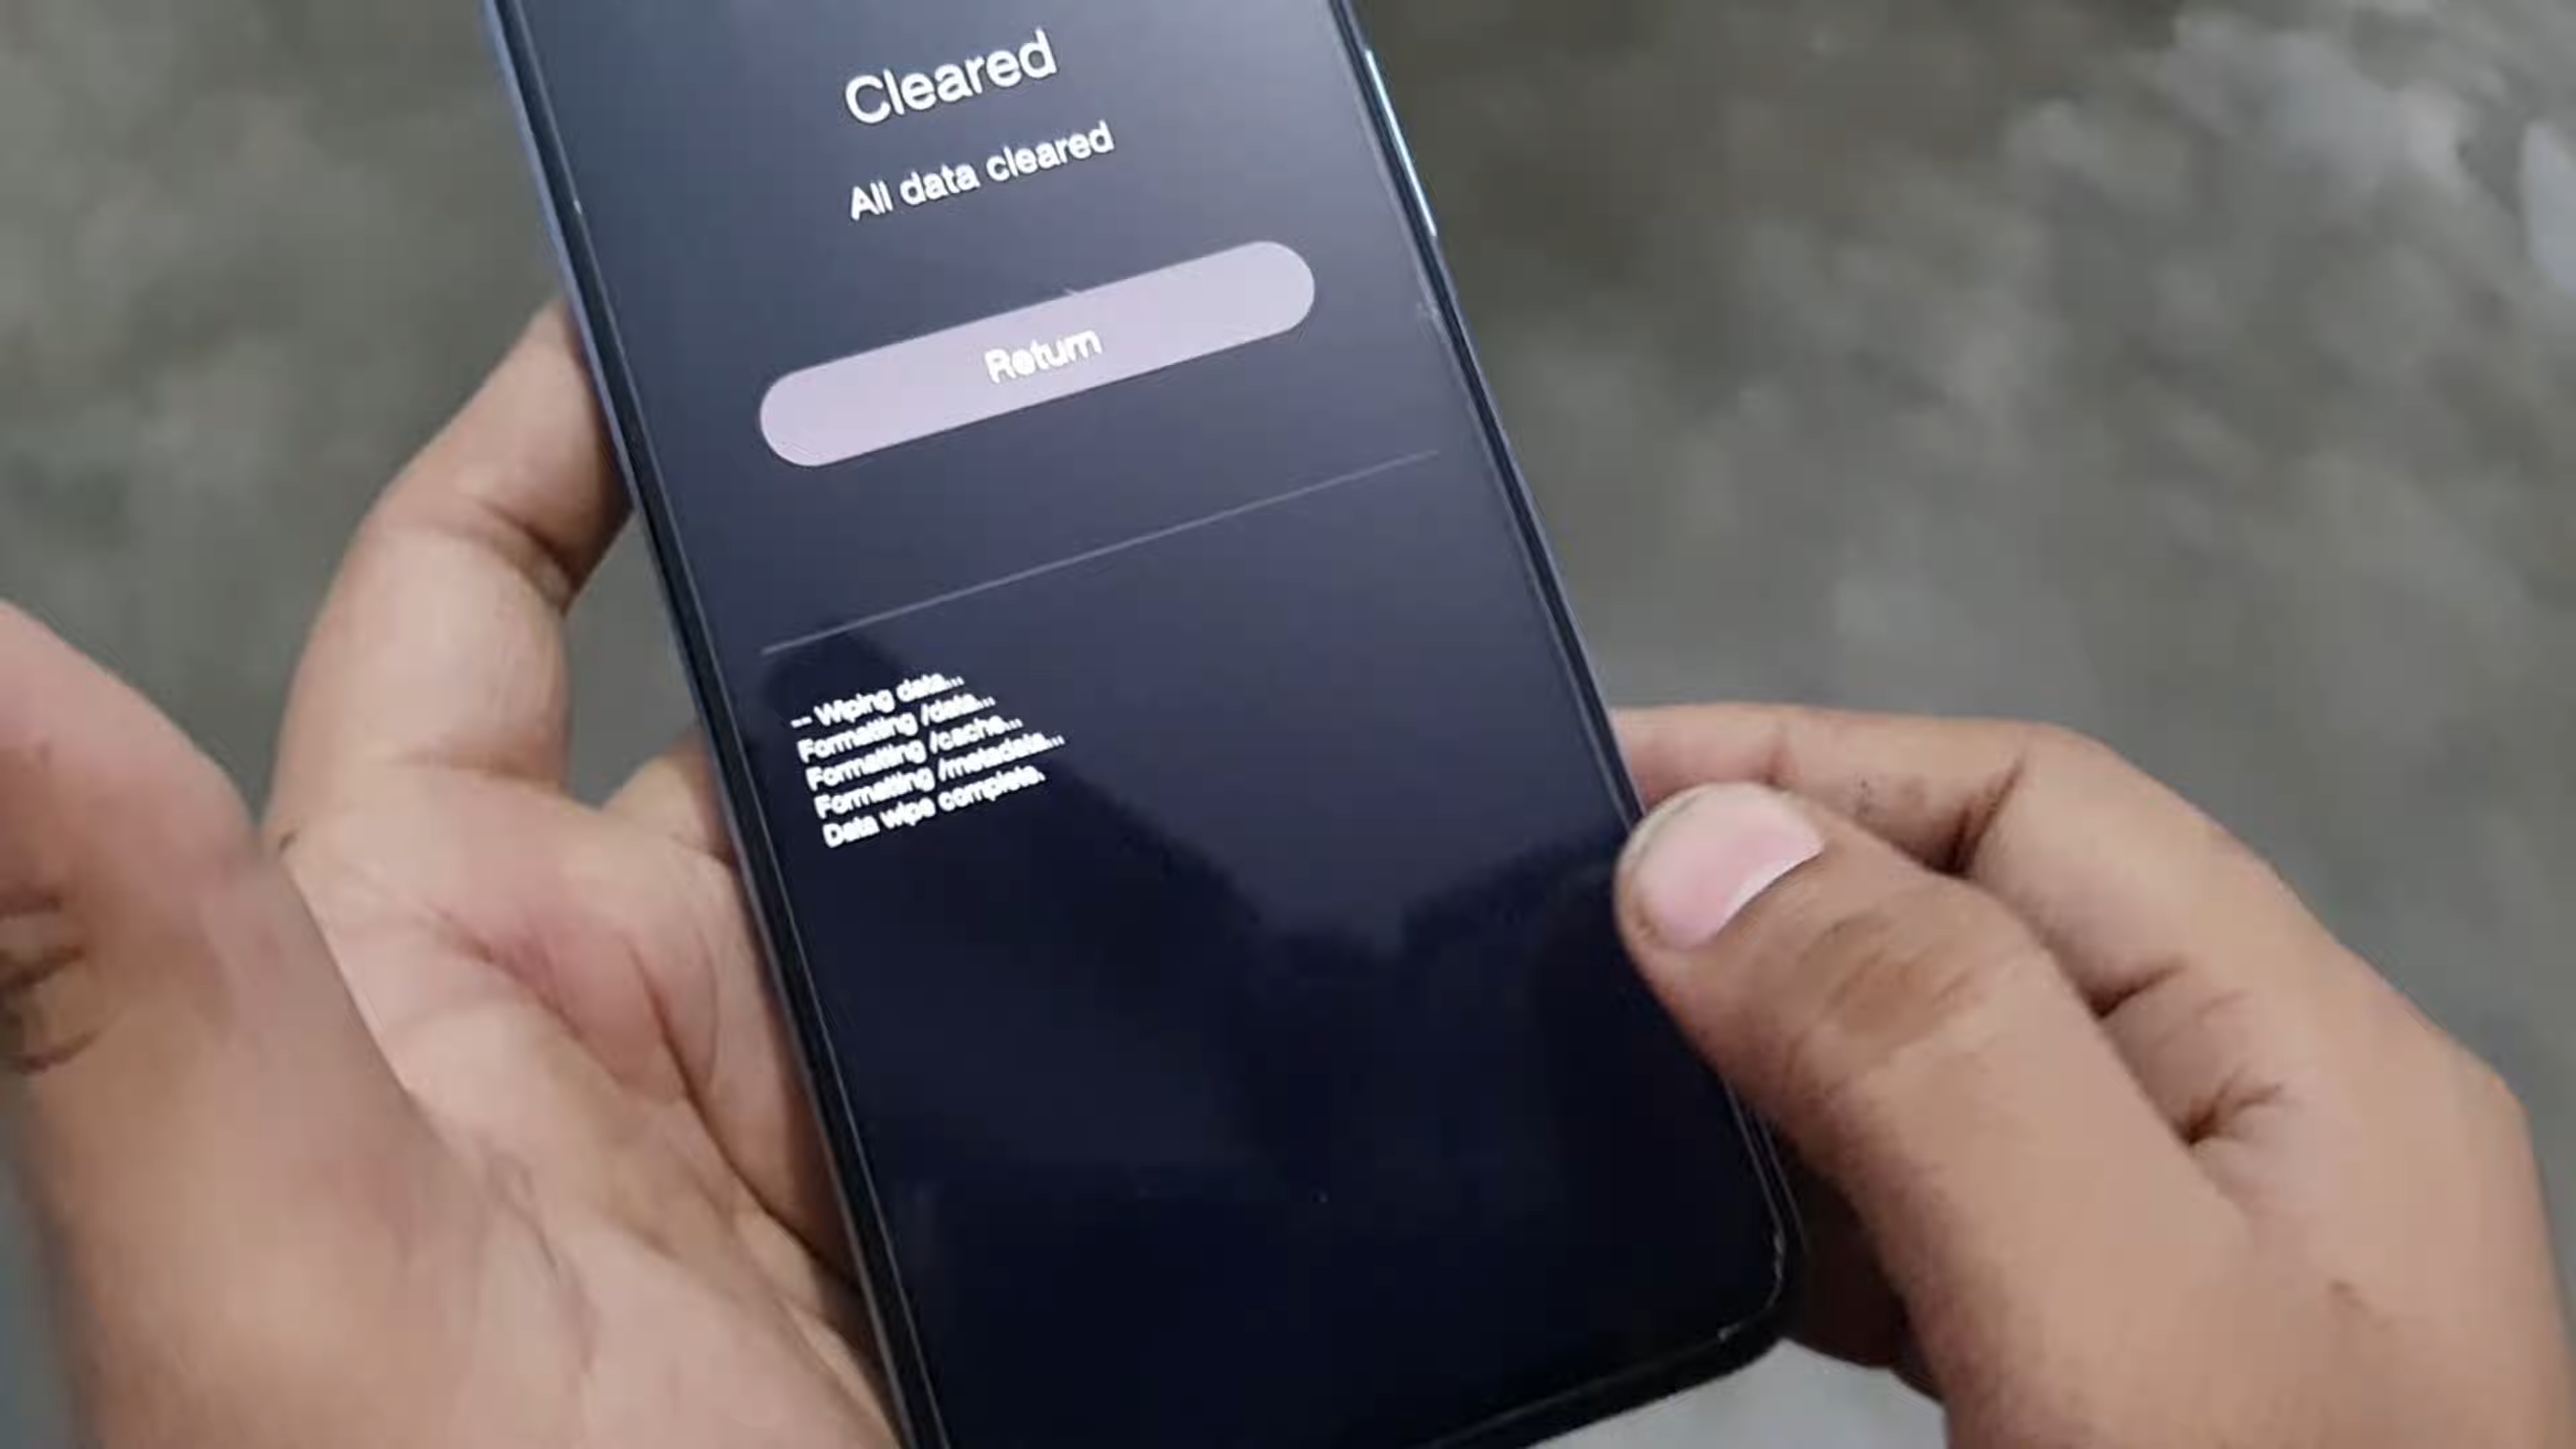 Cleared
All data cleared
Return
-- Wiping data...
Formatting /data...
Formatting /cache...
Formatting /metadata...
Data wipe complete.